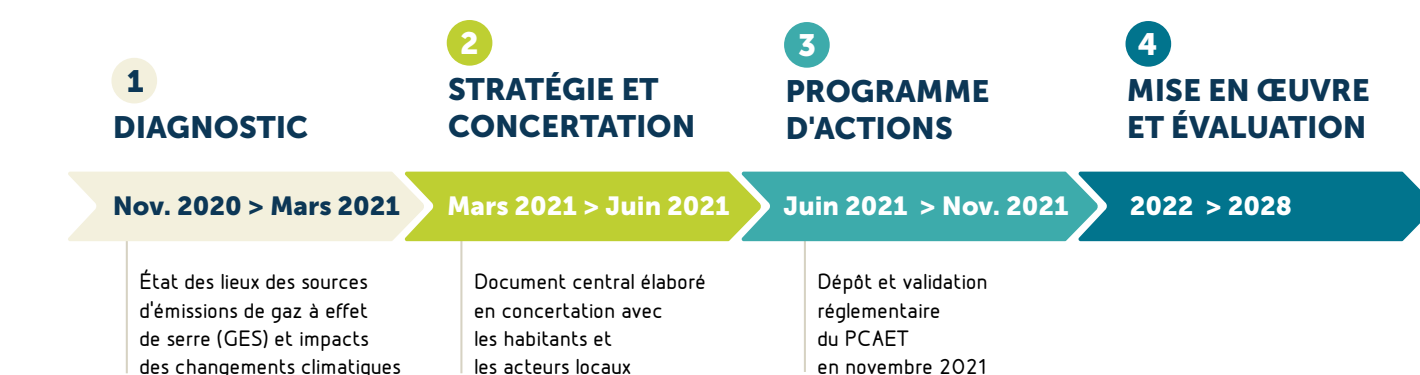 1
DIAGNOSTIC
Nov. 2020 > Mars 2021
État des lieux des sources
d'émissions de gaz à effet
de serre (GES) et impacts
des changements climatiques
2
STRATÉGIE ET
CONCERTATION
Mars 2021 > Juin 2021
Document central élaboré
en concertation avec
les habitants et
les acteurs locaux
3
PROGRAMME
D'ACTIONS
Juin 2021 > Nov. 2021
Dépôt et validation
réglementaire
du PCAET
en novembre 2021
4
MISE EN ŒUVRE
ET ÉVALUATION
2022 > 2028